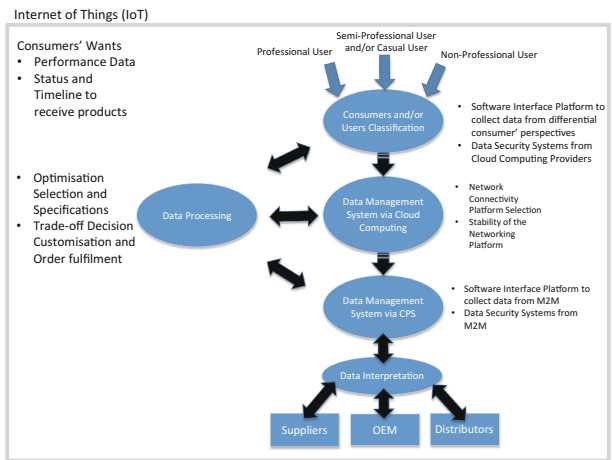 Internet of Things (IoT)
Consumers' Wants
• Performance Data
• Status and
Timeline to
receive products
• Optimisation
Selection and
Specifications
• Trade-off Decision
Customisation and
Order fulfilment
Professional User
Semi-Professional User
and/or Casual User
Non-Professional User
Consumers and/or
Users Classification
• Software Interface Platform to
collect data from differential
consumer' perspectives
• Data Security Systems from
Cloud Computing Providers
Data Processing
Data Management
System via Cloud
Computing
• Network
Connectivity
Platform Selection
• Stability of the
Networking
Platform
Data Management
System via CPS
• Software Interface Platform to
collect data from M2M
• Data Security Systems from
M2M
Data Interpretation
Suppliers
OEM
Distributors